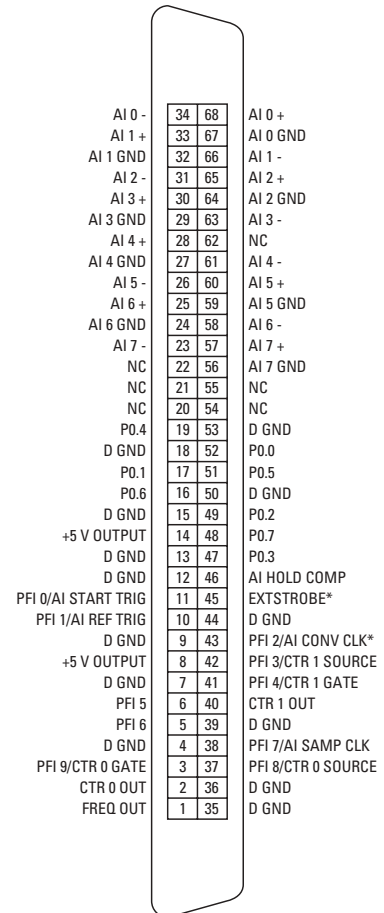 AI 0 - 34 68 AI 0 +
AI 1 + 33 67 AI 0 GND
AI 1 GND 32 66 AI 1 -
AI 2 - 31 65 AI 2 +
AI 3 + 30 64 AI 2 GND
AI 3 GND 29 63 AI 3 -
AI 4 + 28 62 NC
AI 4 GND 27 61 AI 4 -
AI 5 - 26 60 AI 5 +
AI 6 + 25 59 AI 5 GND
AI 6 GND 24 58 AI 6 -
AI 7 - 23 57 AI 7 +
NC 22 56 AI 7 GND
NC 21 55 NC
NC 20 54 NC
P0.4 19 53 D GND
D GND 18 52 P0.0
P0.1 17 51 P0.5
P0.6 16 50 D GND
D GND 15 49 P0.2
+5 V OUTPUT 14 48 P0.7
D GND 13 47 P0.3
D GND 12 46 AI HOLD COMP
PFI 0/AI START TRIG 11 45 EXTSTROBE*
PFI 1/AI REF TRIG 10 44 D GND
D GND 9 43 PFI 2/AI CONV CLK*
+5 V OUTPUT 8 42 PFI 3/CTR 1 SOURCE
D GND 7 41 PFI 4/CTR 1 GATE
PFI 5 6 40 CTR 1 OUT
PFI 6 5 39 D GND
D GND 4 38 PFI 7/AI SAMP CLK
PFI 9/CTR 0 GATE 3 37 PFI 8/CTR 0 SOURCE
CTR 0 OUT 2 36 D GND
FREQ OUT 1 35 D GND